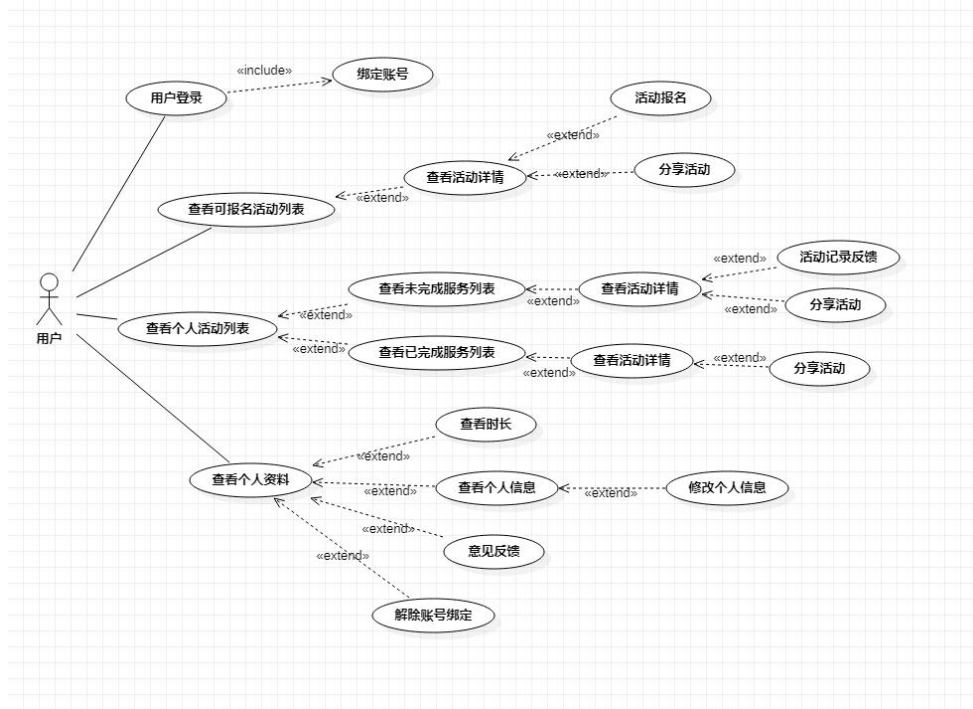 «include»
绑定账号
用户登录
活动报名
«extend»
查看活动详情
«extend»
分享活动
«extend»
查看可报名活动列表
用户
«extend»
活动记录反馈
查看未完成服务列表
«extend»
查看活动详情
«extend»
分享活动
«extend»
查看个人活动列表
«extend»
查看已完成服务列表
«extend»
查看活动详情
«extend»
分享活动
查看时长
«extend»
查看个人资料
«extend»
查看个人信息
«extend»
修改个人信息
«extend»
意见反馈
«extend»
解除账号绑定